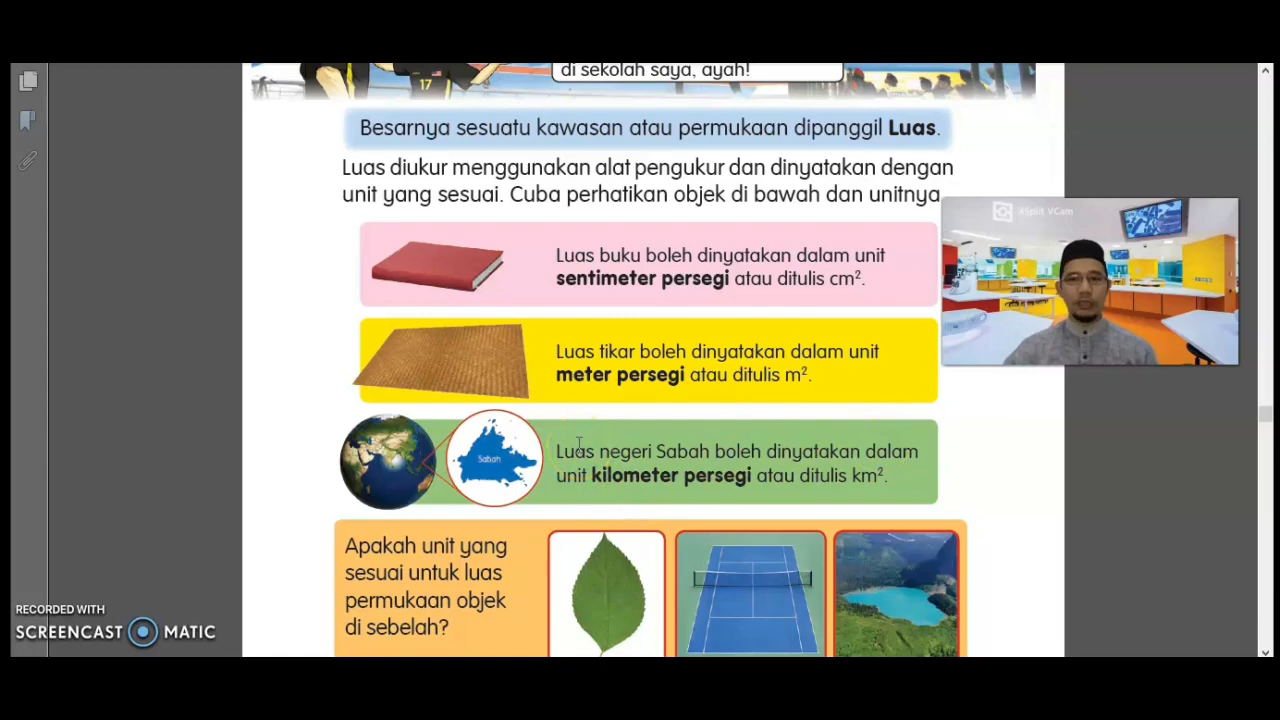 di sekolah saya, ayah!
17
Besarnya sesuatu kawasan atau permukaan dipanggil Luas.
Luas diukur menggunakan alat pengukur dan dinyatakan dengan
unit yang sesuai. Cuba perhatikan objek di bawah dan unitnya
XSplit VCam
Luas buku boleh dinyatakan dalam unit
sentimeter persegi atau ditulis cm².
Luas tikar boleh dinyatakan dalam unit
meter persegi atau ditulis m².
Sabah
Luas negeri Sabah boleh dinyatakan dalam
unit kilometer persegi atau ditulis km².
Apakah unit yang
sesuai untuk luas
permukaan objek
di sebelah?
RECORDED WITH
SCREENCAST MATIC